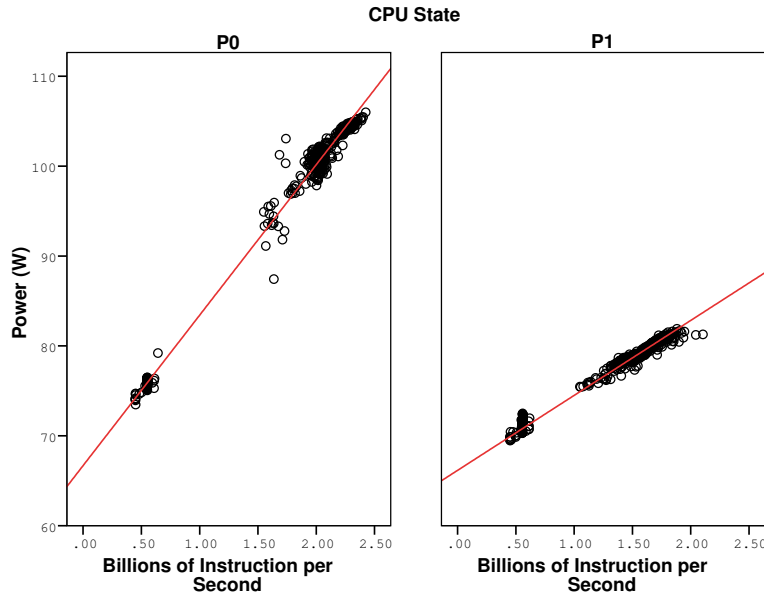 CPU State
P0
P1
Power (W)
110
100
90
80
70
60
.00 .50 1.00 1.50 2.00 2.50
.00 .50 1.00 1.50 2.00 2.50
Billions of Instruction per
Second
Billions of Instruction per
Second